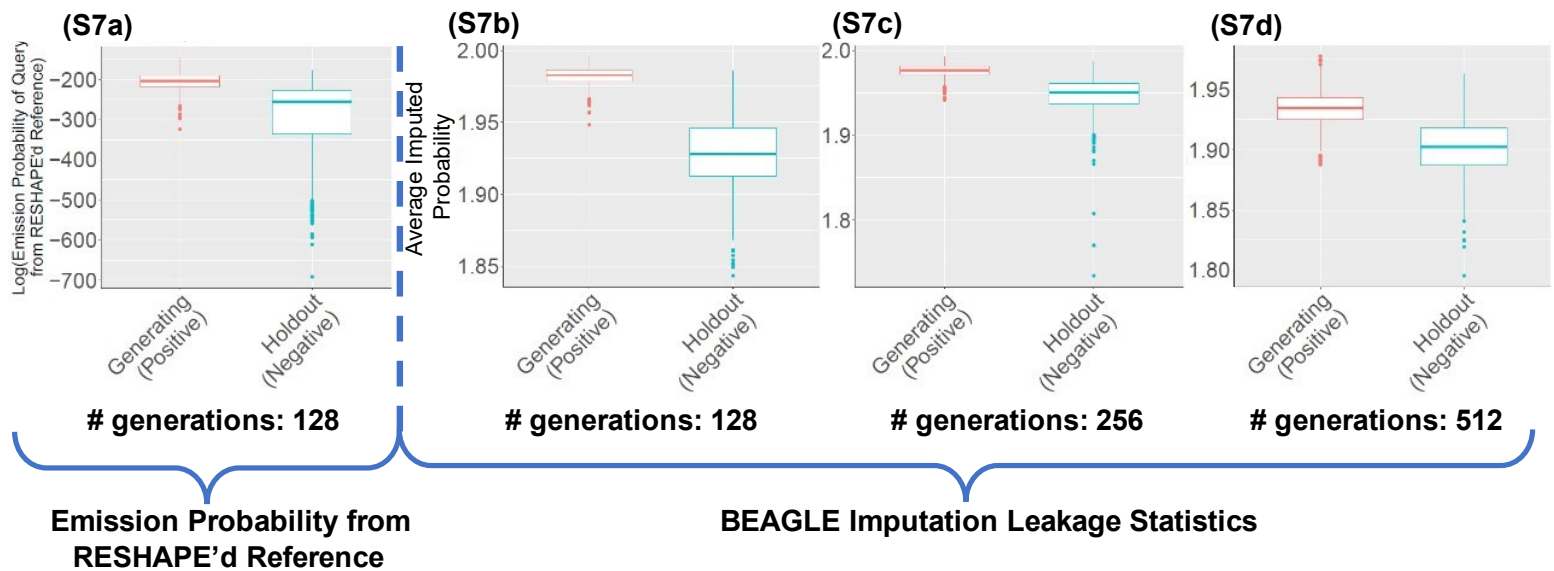 (S7a)
(S7b)
(S7c)
(S7d)
Log(Emission Probability of Query
from RESHAPE'd Reference)
−200
−300
−400
−500
−600
−700
Generating
(Positive)
Holdout
(Negative)
Average Imputed
Probability
2.00
1.95
1.90
1.85
Generating
(Positive)
Holdout
(Negative)
2.0
1.9
1.8
Generating
(Positive)
Holdout
(Negative)
1.95
1.90
1.85
1.80
Generating
(Positive)
Holdout
(Negative)
# generations: 128
# generations: 128
# generations: 256
# generations: 512
Emission Probability from
RESHAPE'd Reference
BEAGLE Imputation Leakage Statistics